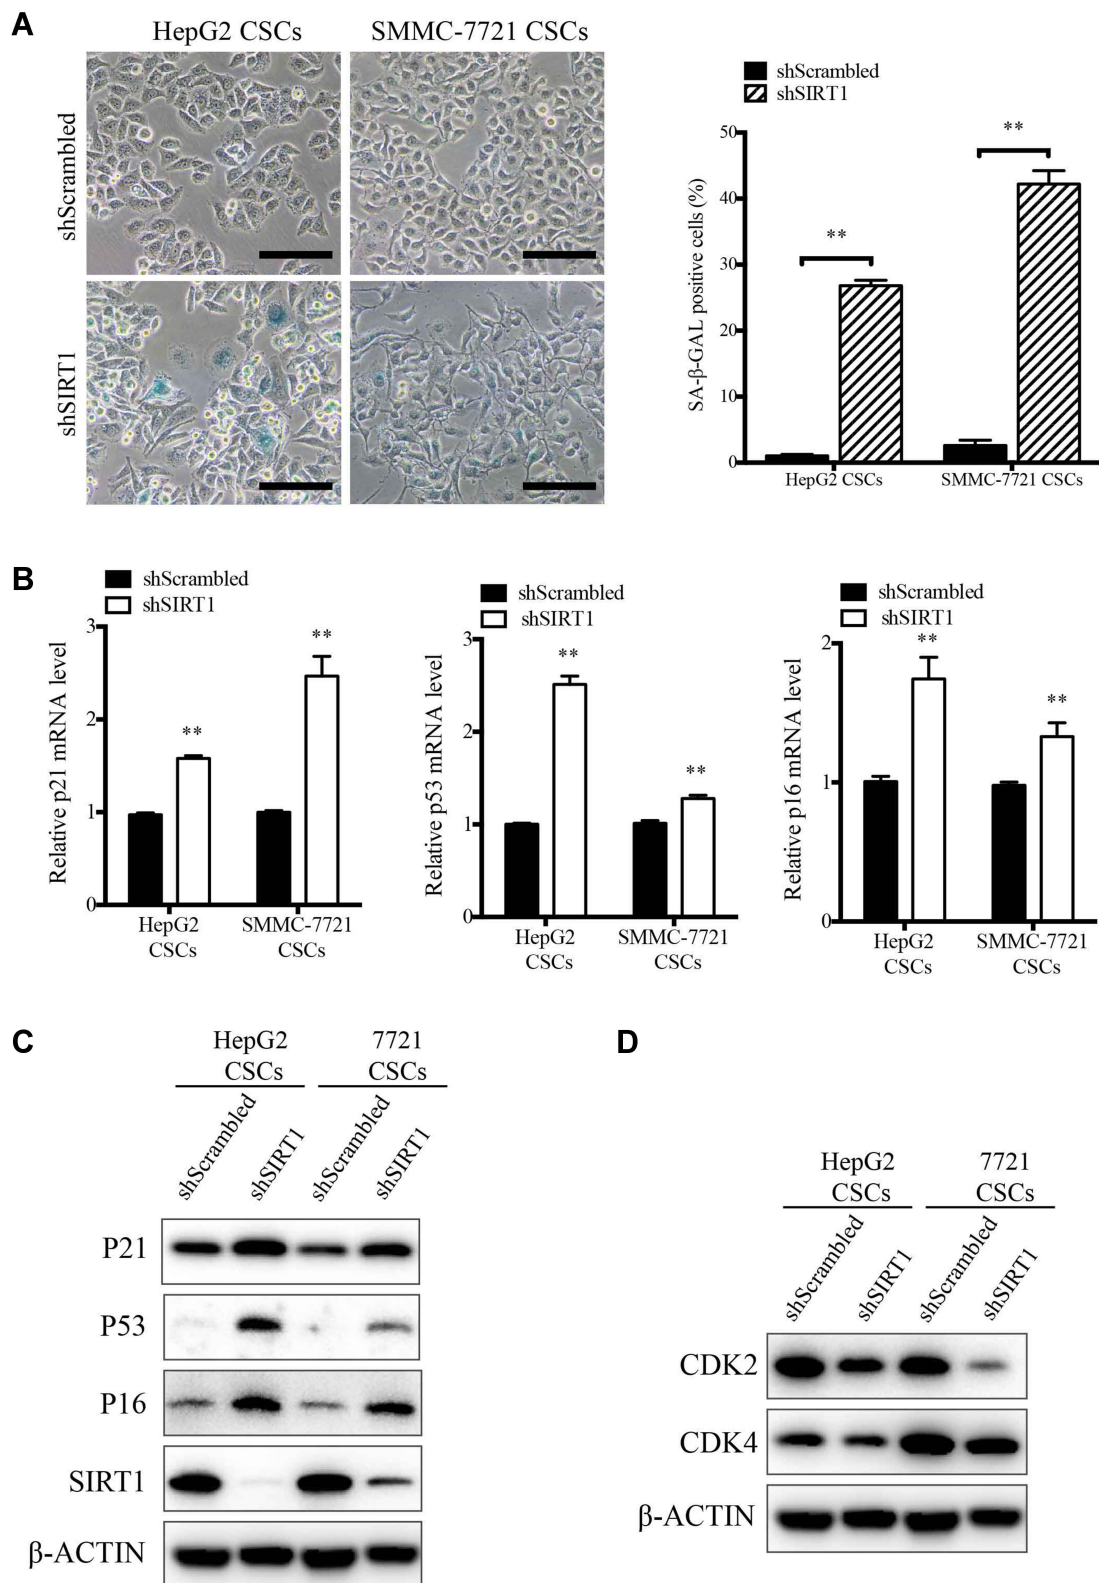 A
HepG2 CSCs
SMMC-7721 CSCs
shScrambled
shSIRT1
shScrambled
shSIRT1
SA-β-GAL positive cells (%)
50
40
30
20
10
0
**
**
HepG2 CSCs
SMMC-7721 CSCs
B
shScrambled
shSIRT1
Relative p21 mRNA level
3
2
1
0
**
**
HepG2
CSCs
SMMC-7721
CSCs
shScrambled
shSIRT1
Relative p53 mRNA level
3
2
1
0
**
**
HepG2
CSCs
SMMC-7721
CSCs
shScrambled
shSIRT1
Relative p16 mRNA level
2
1
0
**
**
HepG2
CSCs
SMMC-7721
CSCs
C
HepG2
CSCs
7721
CSCs
shScrambled
shSIRT1
shScrambled
shSIRT1
P21
P53
P16
SIRT1
β-ACTIN
D
HepG2
CSCs
7721
CSCs
shScrambled
shSIRT1
shScrambled
shSIRT1
CDK2
CDK4
β-ACTIN